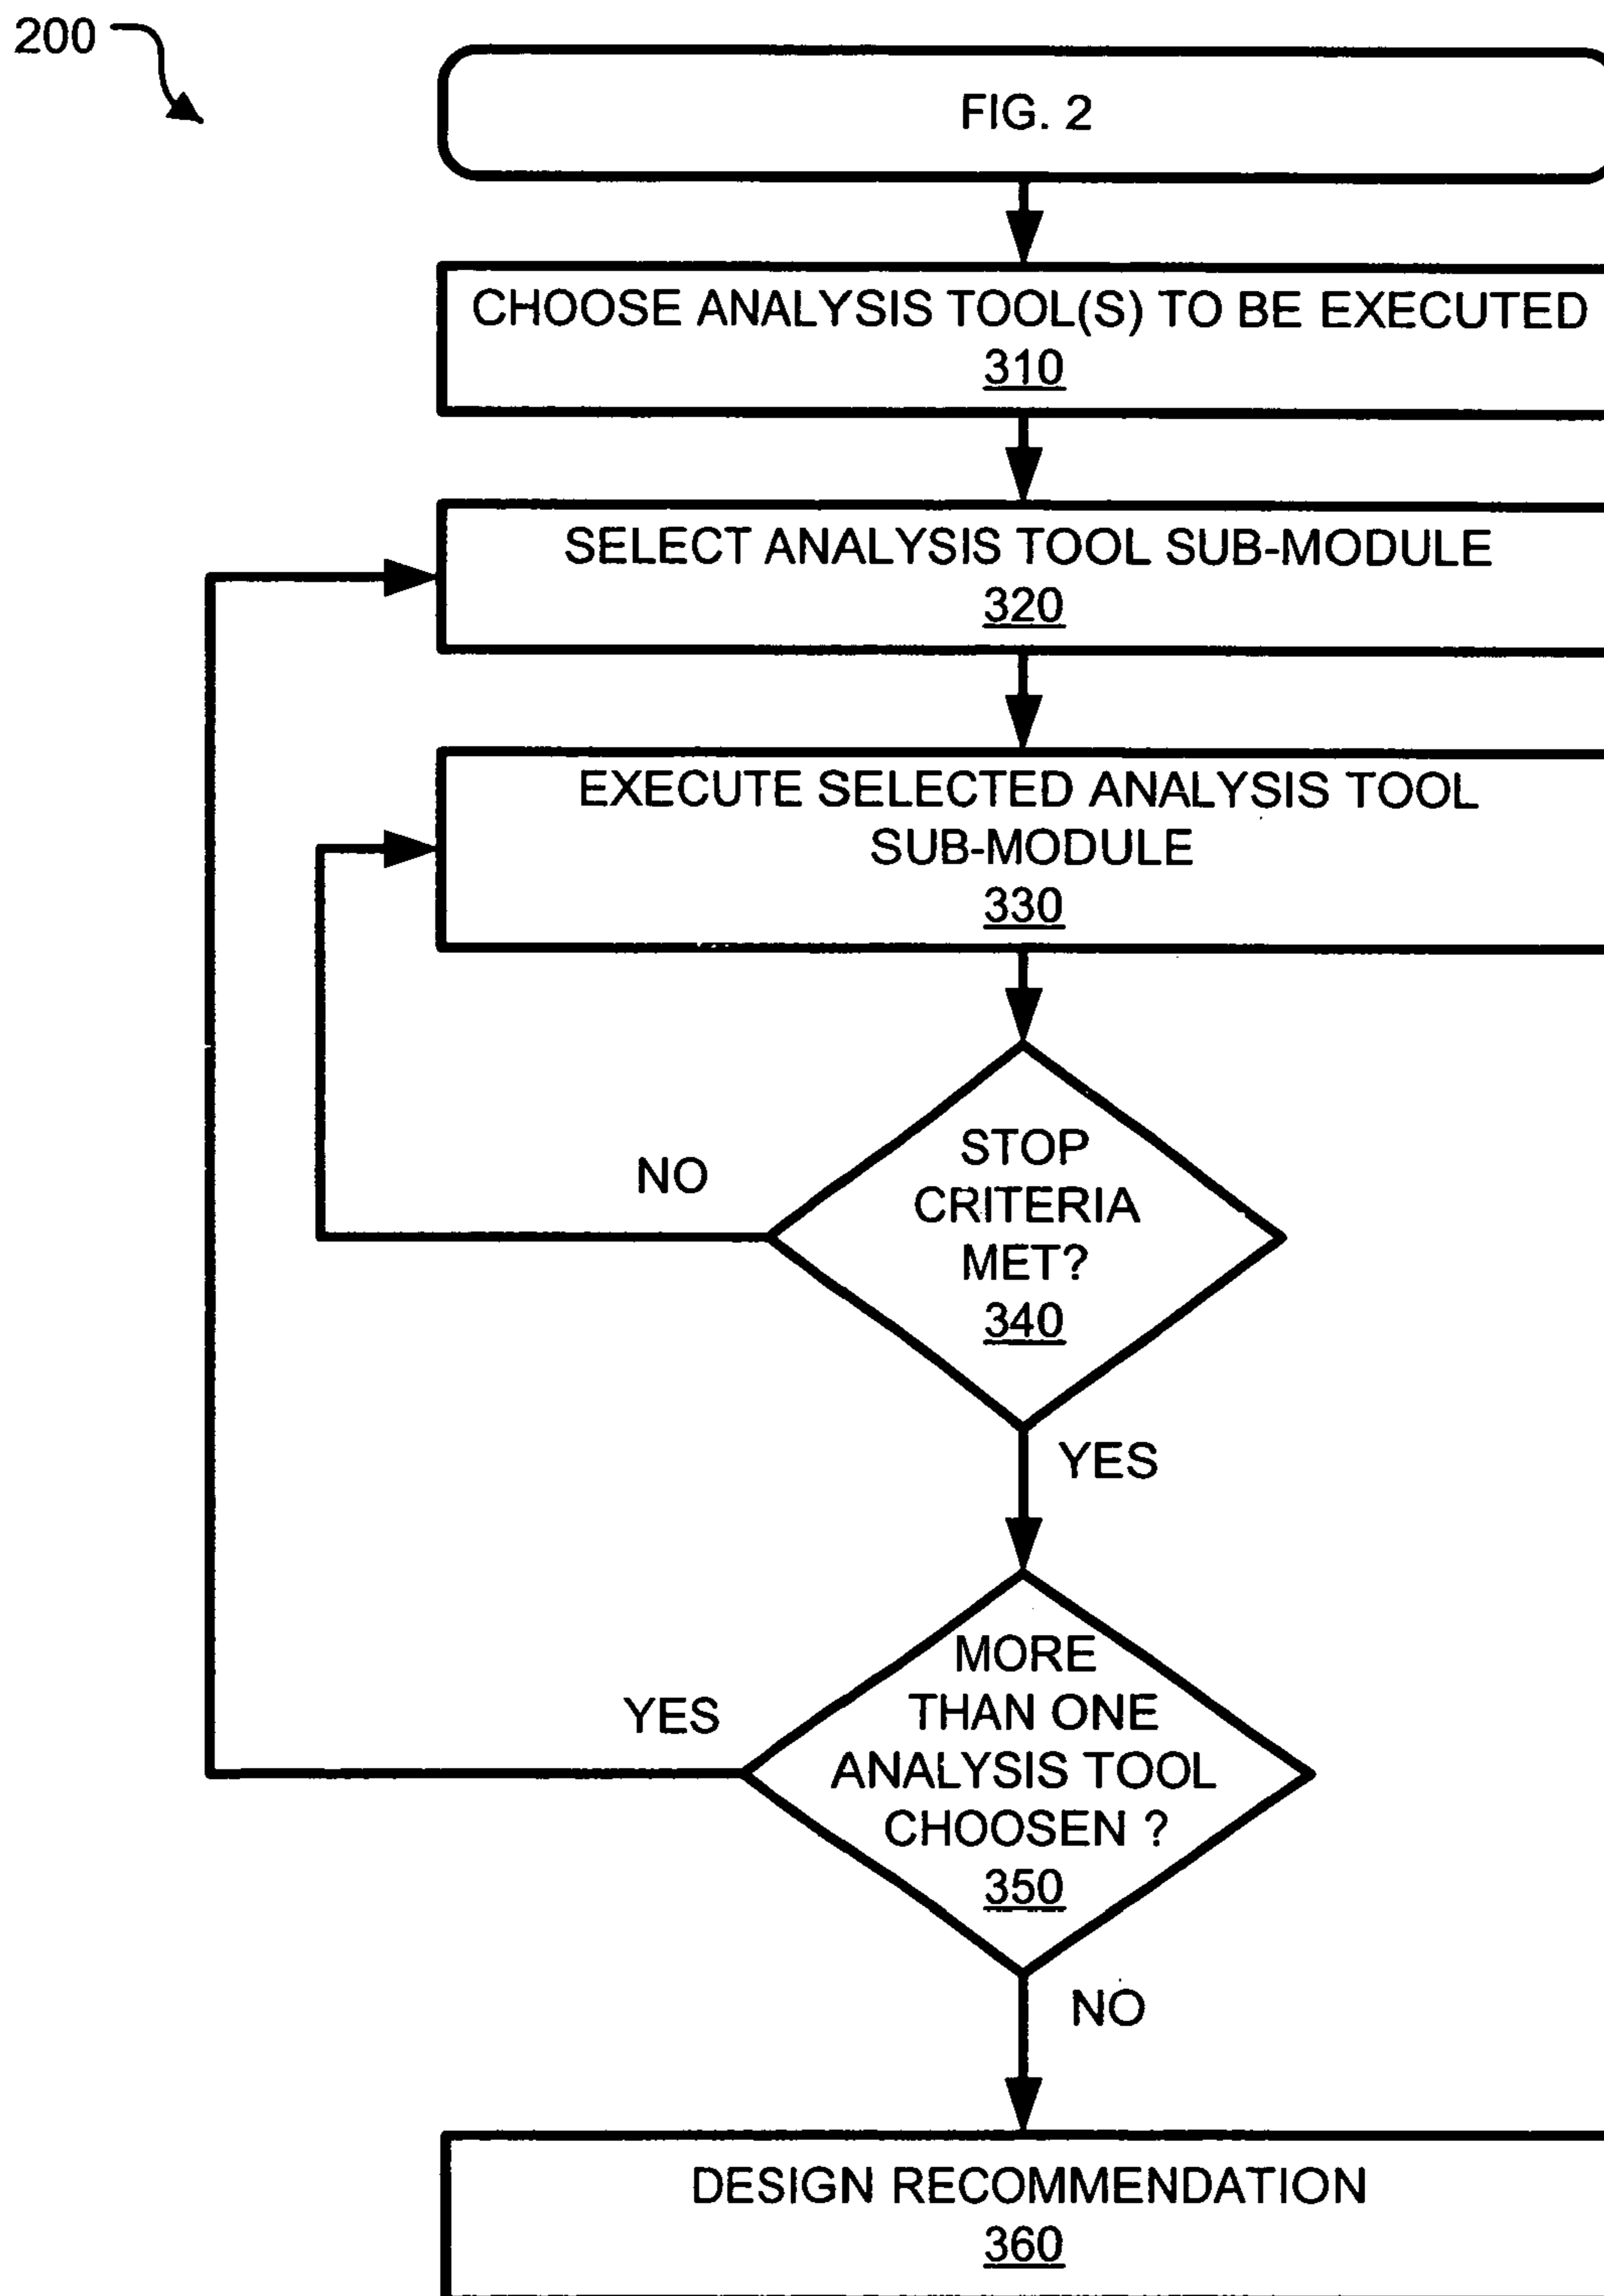 200
FIG. 2
CHOOSE ANALYSIS TOOL(S) TO BE EXECUTED
310
SELECT ANALYSIS TOOL SUB-MODULE
320
EXECUTE SELECTED ANALYSIS TOOL
SUB-MODULE
330
STOP
CRITERIA
MET?
340
NO
YES
MORE
THAN ONE
ANALYSIS TOOL
CHOOSEN ?
350
YES
NO
DESIGN RECOMMENDATION
360